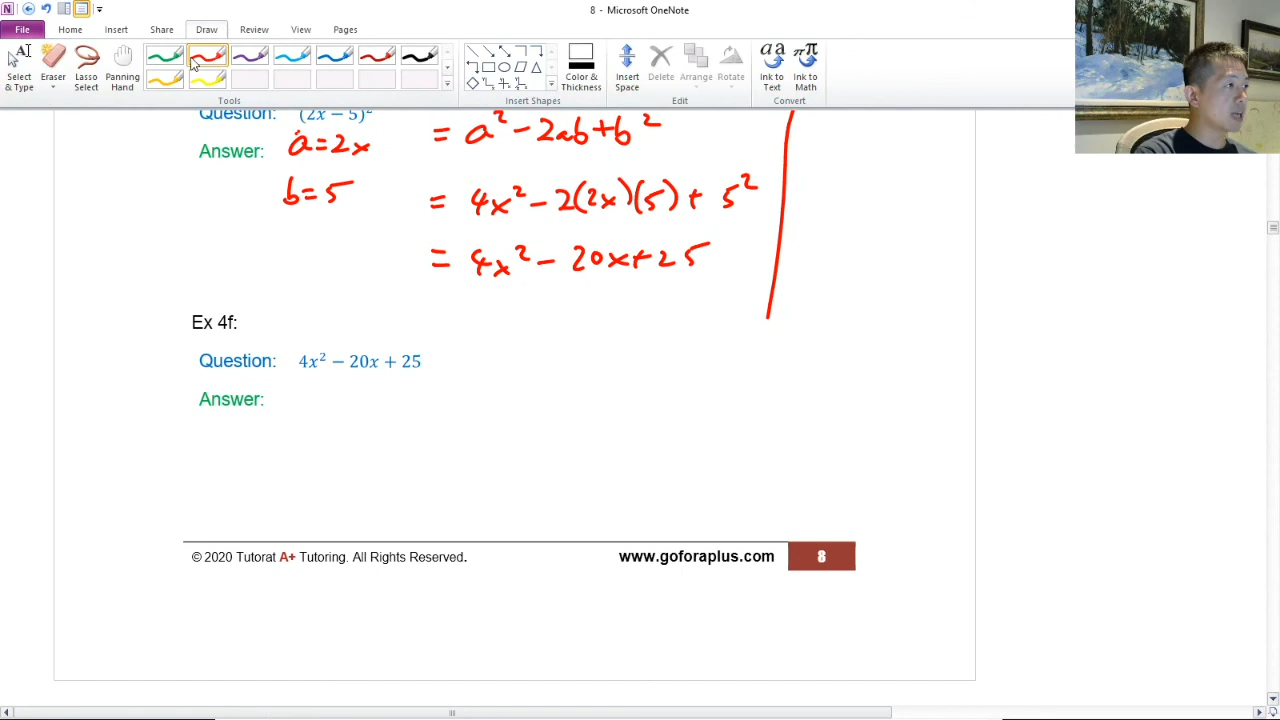 8 - Microsoft OneNote
File Home Insert Share Draw Review View Pages
Select & Type Eraser Lasso Select Panning Hand Color & Thickness Insert Space Delete Arrange Rotate Ink to Text Ink to Math
Tools Insert Shapes Edit Convert
Question: (2x − 5)²
a=2x = a² − 2ab + b²
Answer:
b=5 = 4x² − 2(2x)(5) + 5²
= 4x² − 20x + 25
Ex 4f:
Question: 4x² − 20x + 25
Answer:
© 2020 Tutorat A+ Tutoring. All Rights Reserved. www.goforaplus.com 8